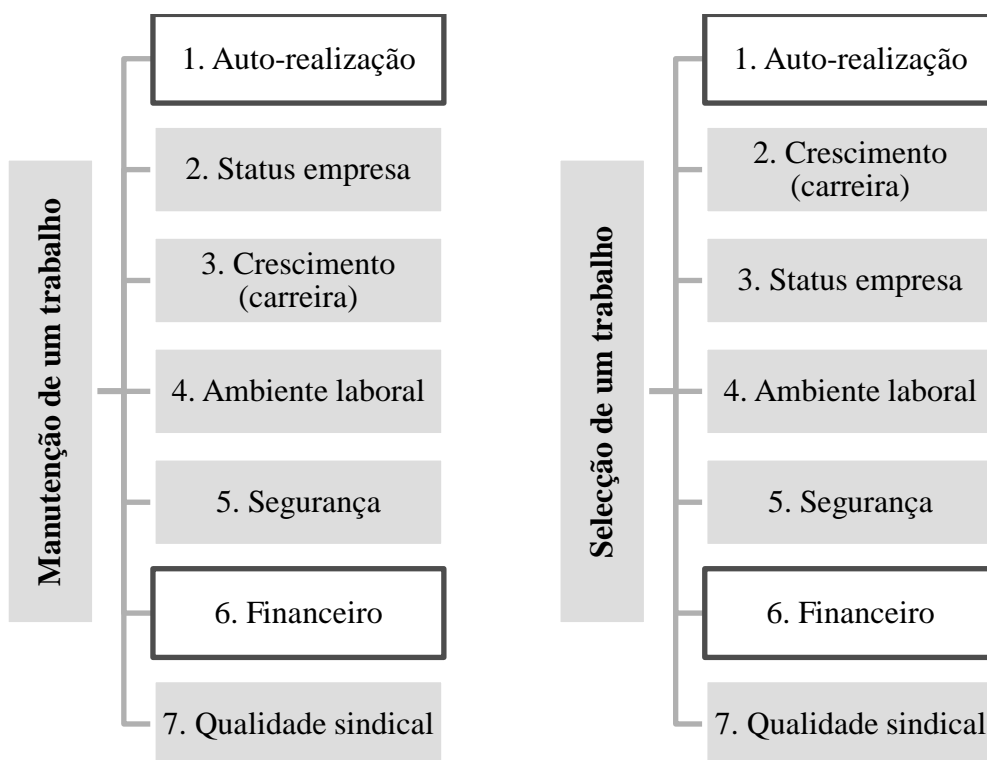 Manutenção de um trabalho
1. Auto-realização
2. Status empresa
3. Crescimento
(carreira)
4. Ambiente laboral
5. Segurança
6. Financeiro
7. Qualidade sindical
Selecção de um trabalho
1. Auto-realização
2. Crescimento
(carreira)
3. Status empresa
4. Ambiente laboral
5. Segurança
6. Financeiro
7. Qualidade sindical